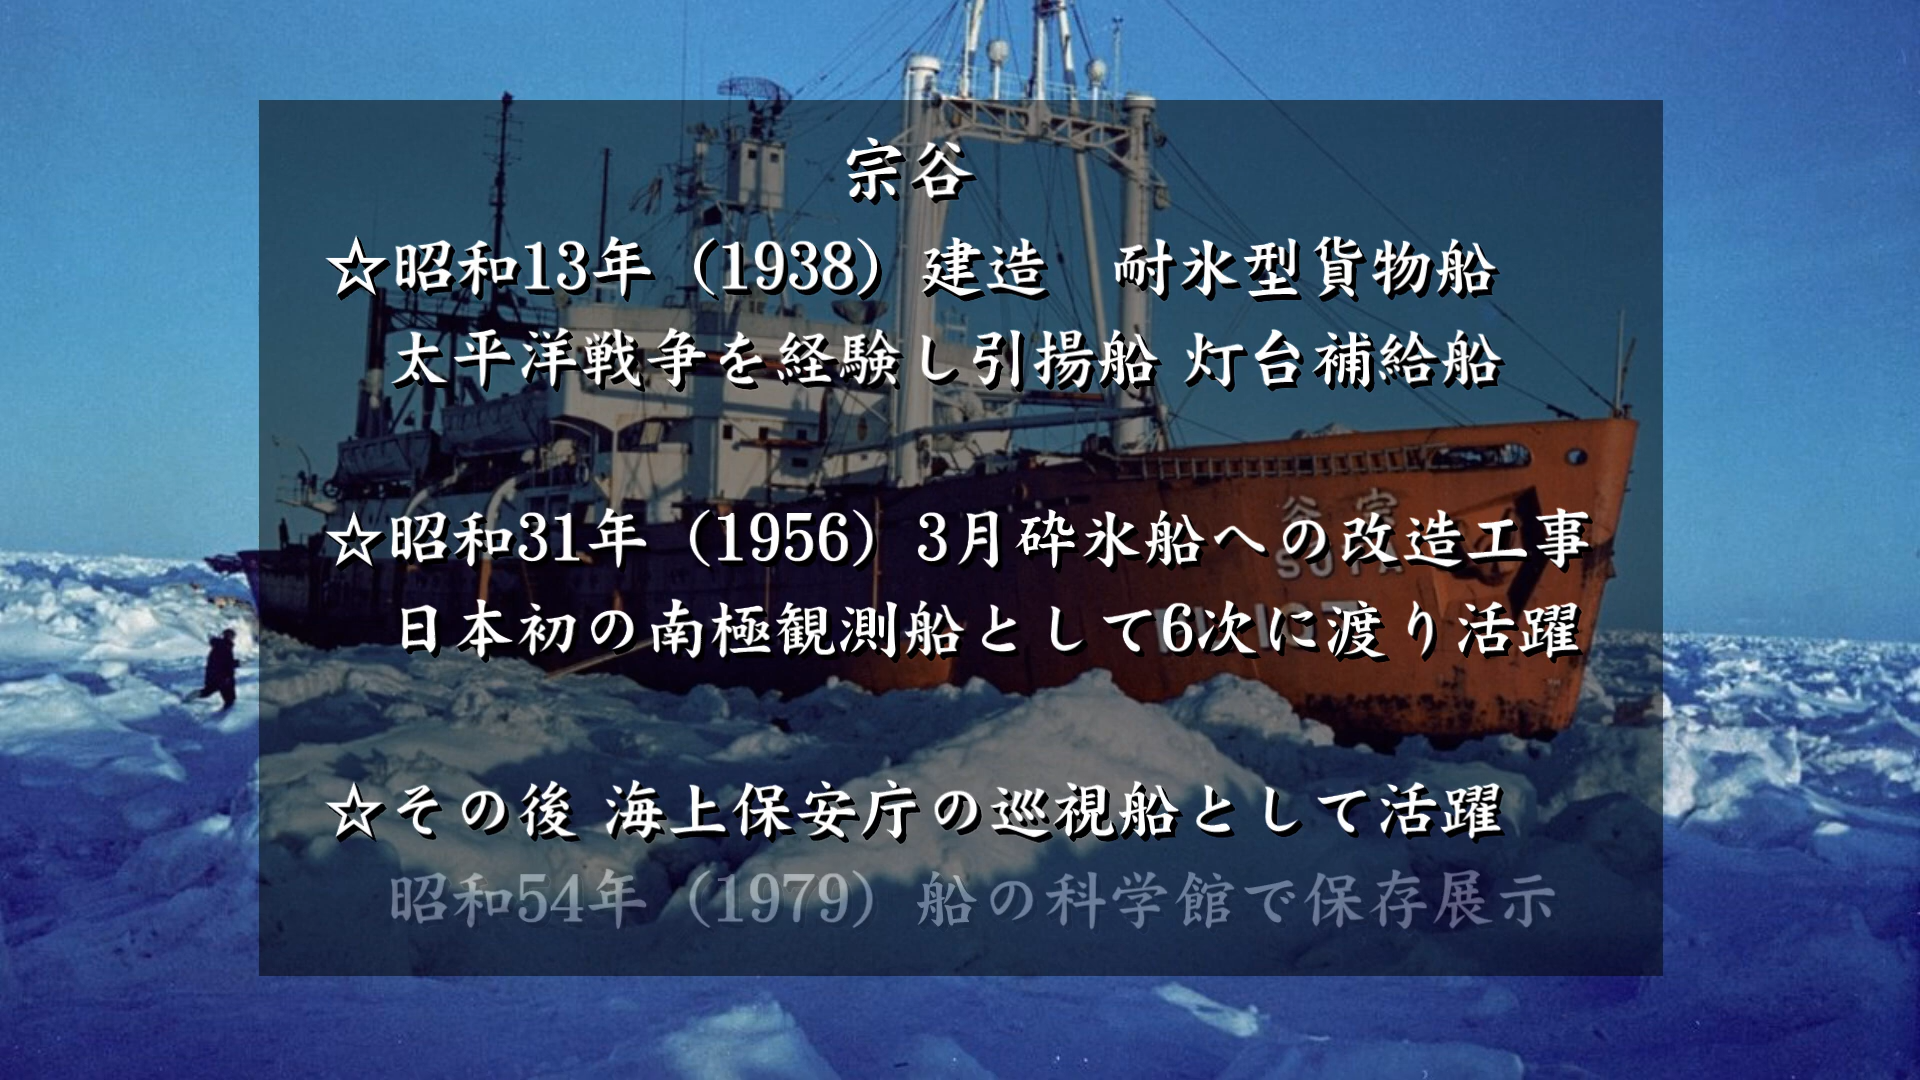 宗谷
☆昭和13年（1938）建造　耐氷型貨物船
太平洋戦争を経験し引揚船 灯台補給船
☆昭和31年（1956）3月砕氷船への改造工事
日本初の南極観測船として6次に渡り活躍
☆その後 海上保安庁の巡視船として活躍
昭和54年（1979）船の科学館で保存展示
谷宗